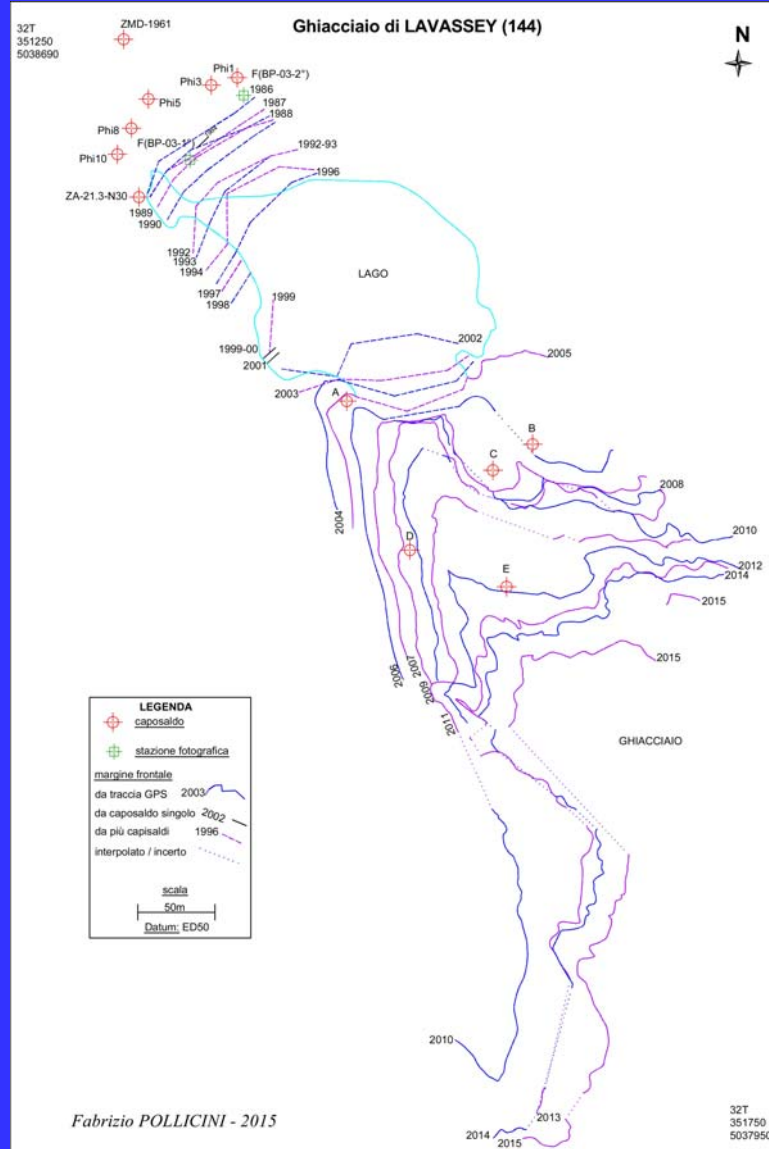 Ghiacciaio di LAVASSEY (144)
32T
351250
5038690
ZMD-1961
N
Phi1
Phi3
F(BP-03-2°)
1986
Phi5
1987
1988
Phi8
F(BP-03-1°)
Phi10
1992-93
1996
ZA-21.3-N30
1989
1990
1992
1993
1994
LAGO
1997
1998
1999
1999-00
2001
2002
2005
2003
A
B
C
2008
2004
2010
D
2012
E
2014
2015
2015
2006
2007
2009
2011
GHIACCIAIO
LEGENDA
caposaldo
stazione fotografica
margine frontale
da traccia GPS 2003
da caposaldo singolo 2002
da più capisaldi 1996
interpolato / incerto
scala
50m
Datum: ED50
2010
2013
2014
2015
Fabrizio POLLICINI - 2015
32T
351750
5037950